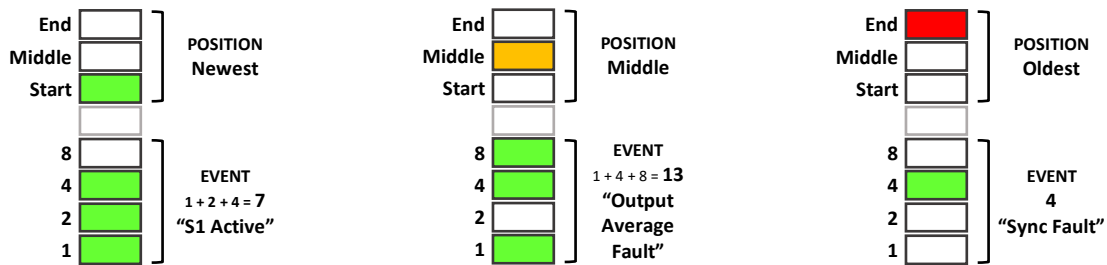 End
Middle
Start
POSITION
Newest
8
4
2
1
EVENT
1 + 2 + 4 = 7
“S1 Active”
End
Middle
Start
POSITION
Middle
8
4
2
1
EVENT
1 + 4 + 8 = 13
“Output
Average
Fault”
End
Middle
Start
POSITION
Oldest
8
4
2
1
EVENT
4
“Sync Fault”